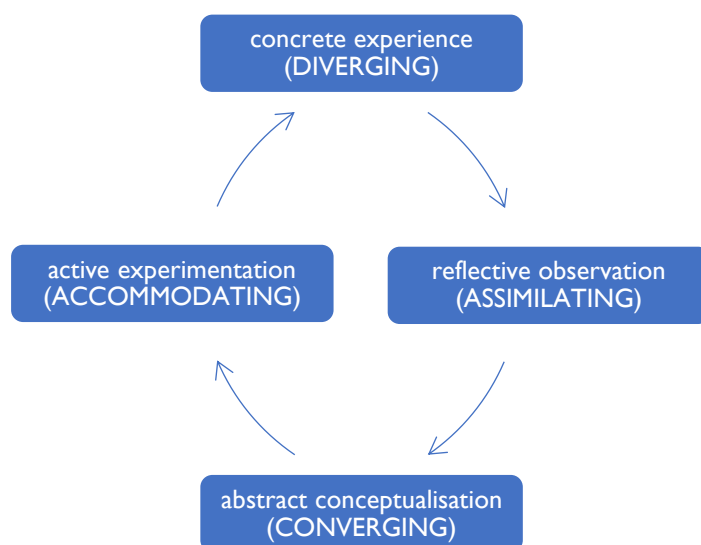 concrete experience
(DIVERGING)
active experimentation
(ACCOMMODATING)
reflective observation
(ASSIMILATING)
abstract conceptualisation
(CONVERGING)